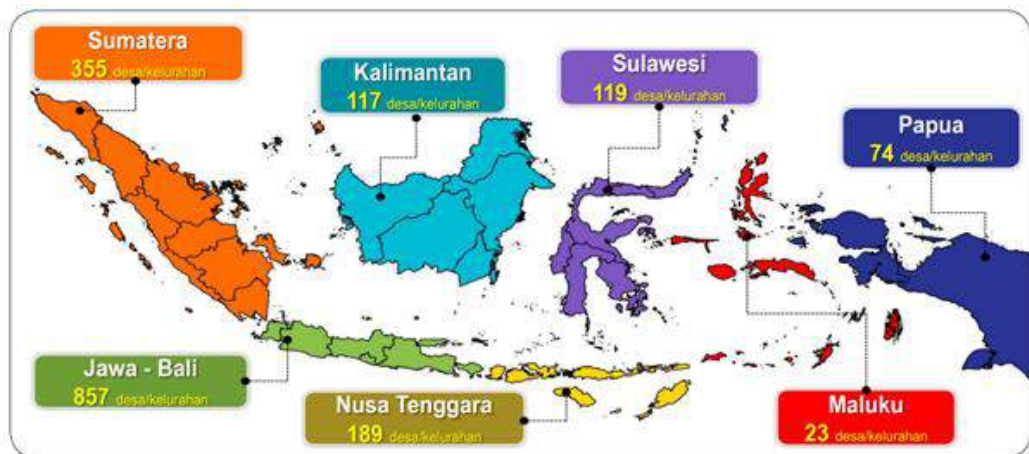 Sumatera
355 desa/kelurahan
Kalimantan
117 desa/kelurahan
Sulawesi
119 desa/kelurahan
Papua
74 desa/kelurahan
Jawa - Bali
857 desa/kelurahan
Nusa Tenggara
189 desa/kelurahan
Maluku
23 desa/kelurahan